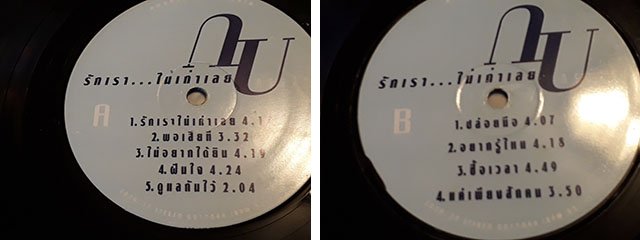 กบ
รักเรา...ไม่เก่าเลย
A
1.รักเราไม่เก่าเลย 4.1
2.พอเสียที 3.32
3.ไม่อยากได้ยิน 4.19
4.ฝืนใจ 4.24
5.ดูแลกันไว้ 2.04
กบ
รักเรา...ไม่เก่าเลย
B
1.ปล่อยมือ 4.07
2.อยากรู้ไหม 4.18
3.ซื้อเวลา 4.49
4.แค่เพียงสักคน 3.50